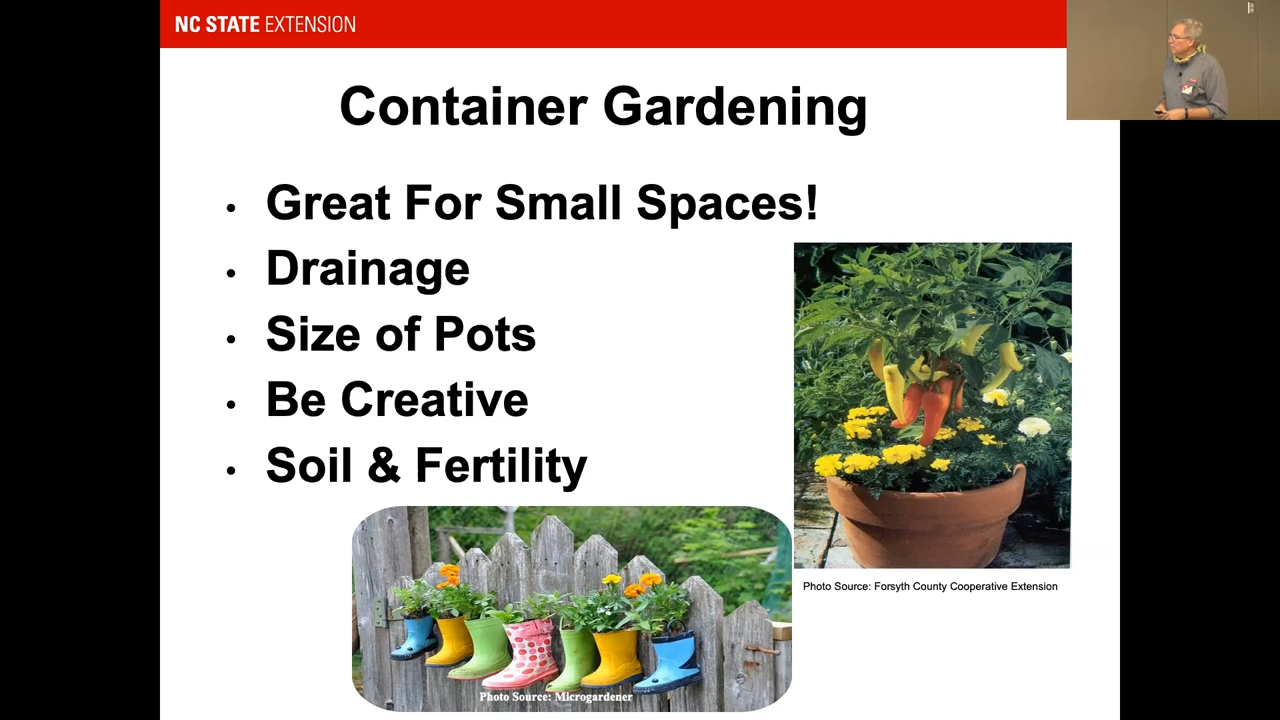 NC STATE EXTENSION
Container Gardening
• Great For Small Spaces!
• Drainage
• Size of Pots
• Be Creative
• Soil & Fertility
Photo Source: Forsyth County Cooperative Extension
Photo Source: Microgardener